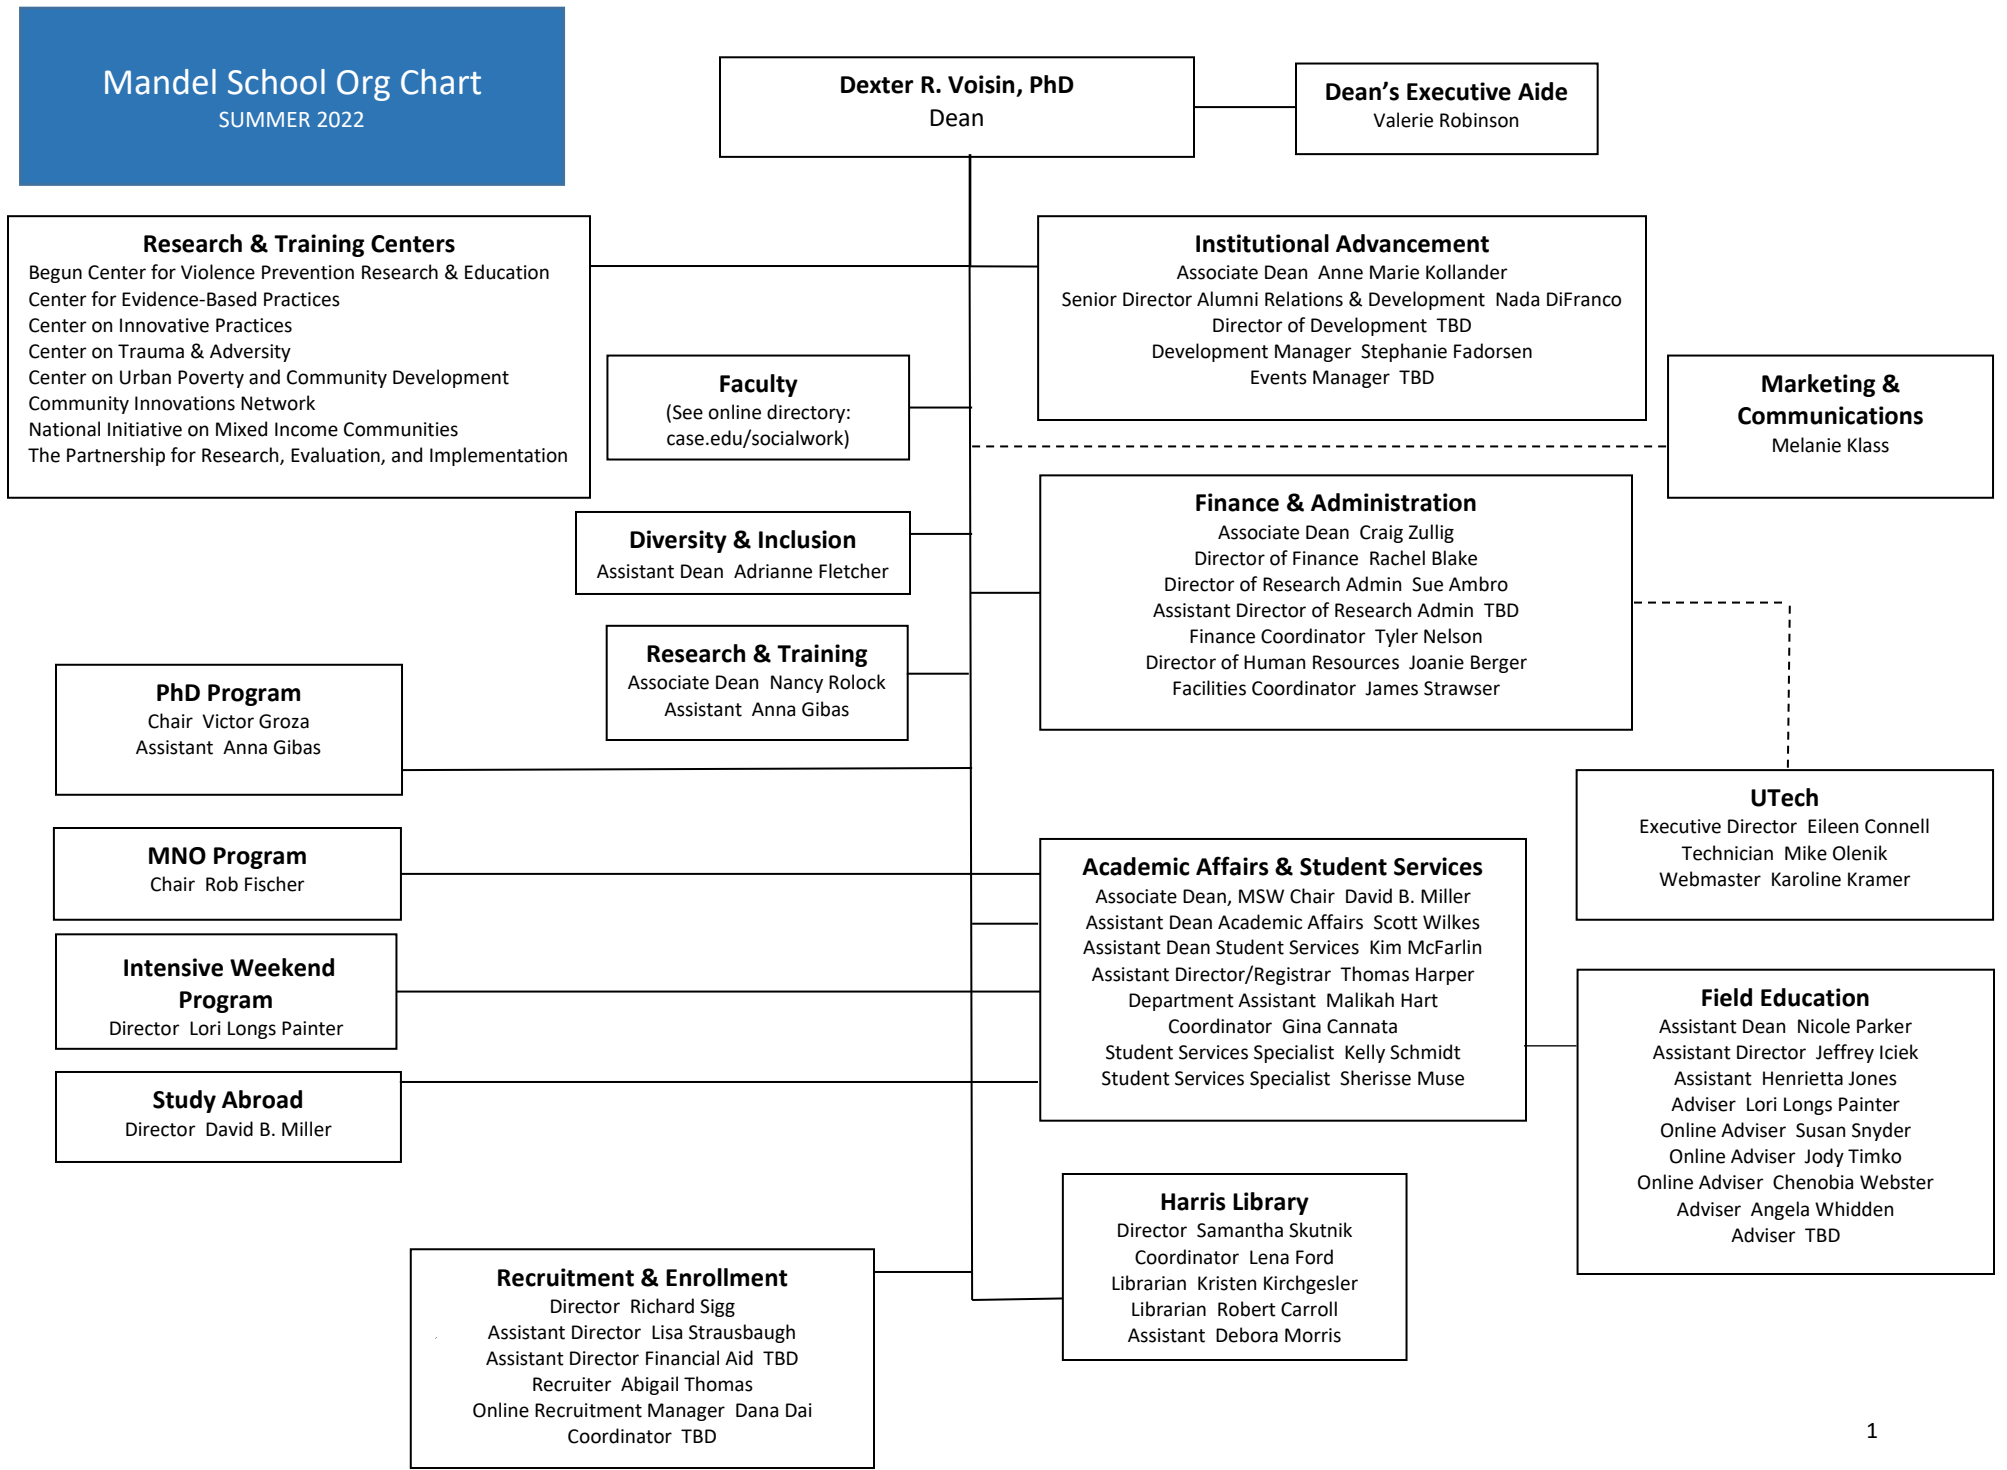 Mandel School Org Chart
SUMMER 2022
Dexter R. Voisin, PhD
Dean
Dean’s Executive Aide
Valerie Robinson
Research & Training Centers
Begun Center for Violence Prevention Research & Education
Center for Evidence-Based Practices
Center on Innovative Practices
Center on Trauma & Adversity
Center on Urban Poverty and Community Development
Community Innovations Network
National Initiative on Mixed Income Communities
The Partnership for Research, Evaluation, and Implementation
Institutional Advancement
Associate Dean Anne Marie Kollander
Senior Director Alumni Relations & Development Nada DiFranco
Director of Development TBD
Development Manager Stephanie Fadorsen
Events Manager TBD
Faculty
(See online directory:
case.edu/socialwork)
Marketing &
Communications
Melanie Klass
Diversity & Inclusion
Assistant Dean Adrianne Fletcher
Finance & Administration
Associate Dean Craig Zullig
Director of Finance Rachel Blake
Director of Research Admin Sue Ambro
Assistant Director of Research Admin TBD
Finance Coordinator Tyler Nelson
Director of Human Resources Joanie Berger
Facilities Coordinator James Strawser
Research & Training
Associate Dean Nancy Rolock
Assistant Anna Gibas
PhD Program
Chair Victor Groza
Assistant Anna Gibas
UTech
Executive Director Eileen Connell
Technician Mike Olenik
Webmaster Karoline Kramer
MNO Program
Chair Rob Fischer
Academic Affairs & Student Services
Associate Dean, MSW Chair David B. Miller
Assistant Dean Academic Affairs Scott Wilkes
Assistant Dean Student Services Kim McFarlin
Assistant Director/Registrar Thomas Harper
Department Assistant Malikah Hart
Coordinator Gina Cannata
Student Services Specialist Kelly Schmidt
Student Services Specialist Sherisse Muse
Intensive Weekend
Program
Director Lori Longs Painter
Field Education
Assistant Dean Nicole Parker
Assistant Director Jeffrey Iciek
Assistant Henrietta Jones
Adviser Lori Longs Painter
Online Adviser Susan Snyder
Online Adviser Jody Timko
Online Adviser Chenobia Webster
Adviser Angela Whidden
Adviser TBD
Study Abroad
Director David B. Miller
Harris Library
Director Samantha Skutnik
Coordinator Lena Ford
Librarian Kristen Kirchgesler
Librarian Robert Carroll
Assistant Debora Morris
Recruitment & Enrollment
Director Richard Sigg
Assistant Director Lisa Strausbaugh
Assistant Director Financial Aid TBD
Recruiter Abigail Thomas
Online Recruitment Manager Dana Dai
Coordinator TBD
1